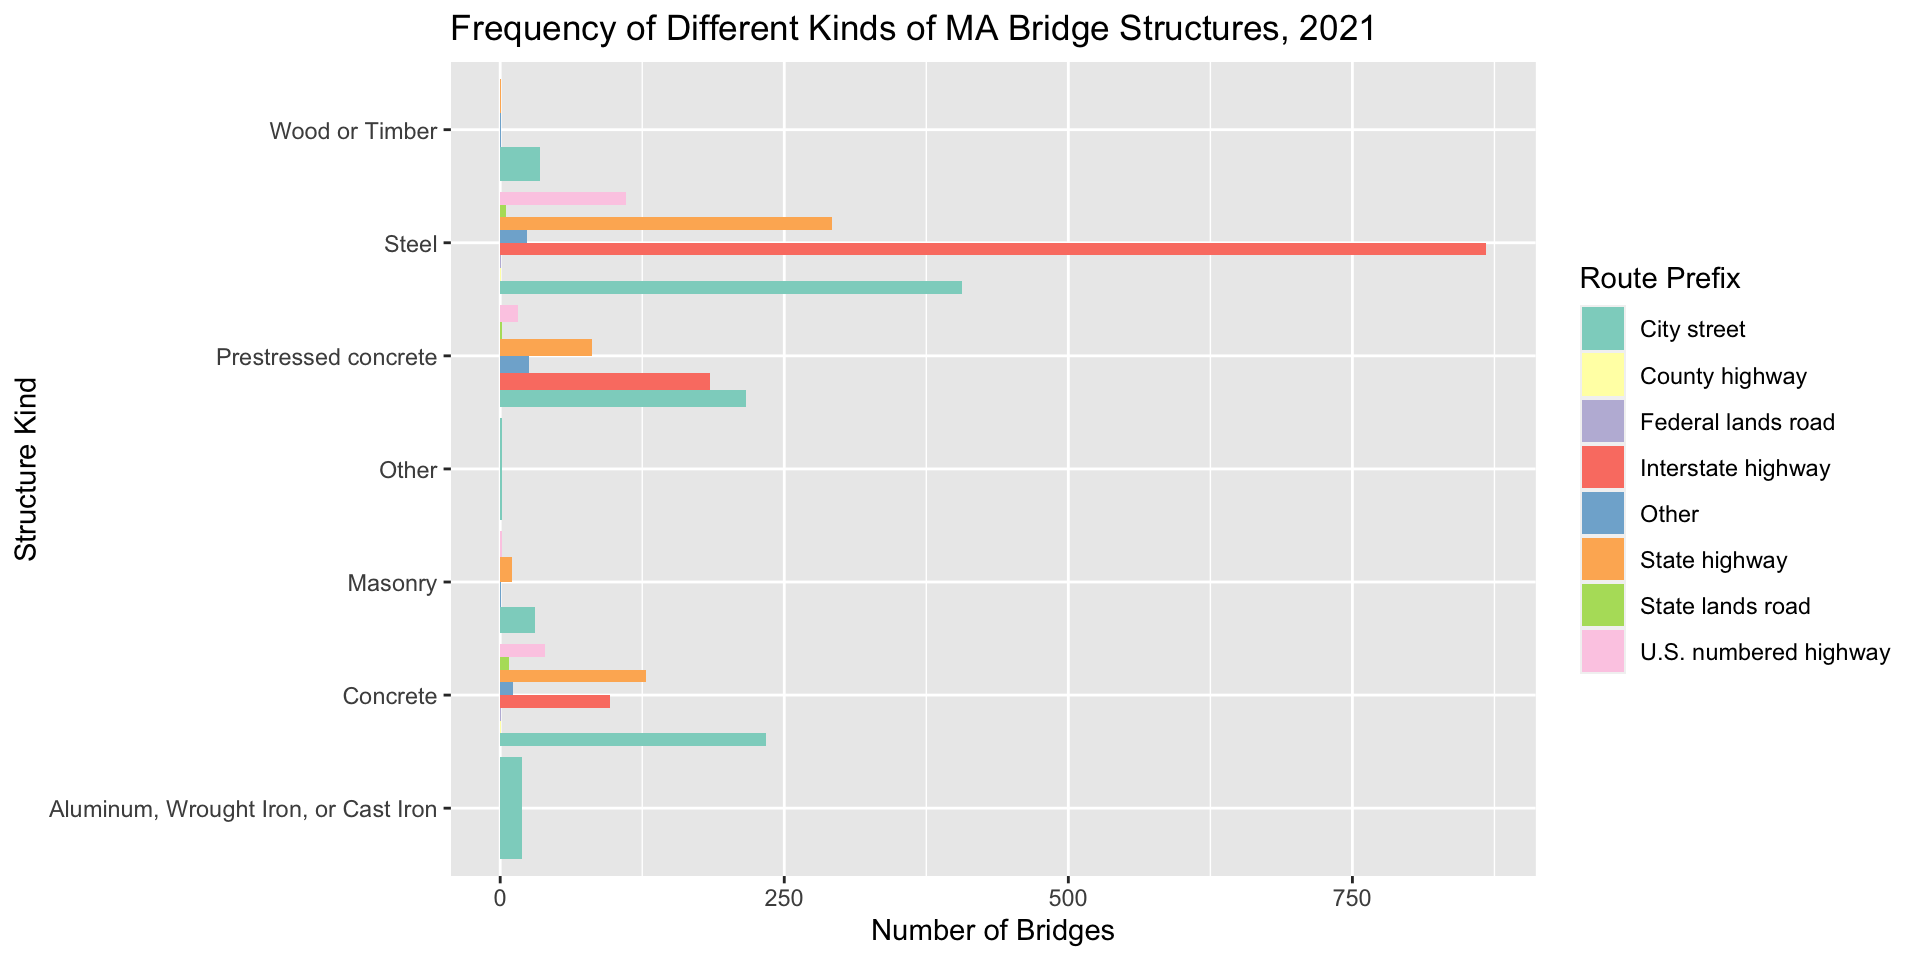 Frequency of Different Kinds of MA Bridge Structures, 2021
Structure Kind
Wood or Timber
Steel
Prestressed concrete
Other
Masonry
Concrete
Aluminum, Wrought Iron, or Cast Iron
0 250 500 750
Number of Bridges
Route Prefix
City street
County highway
Federal lands road
Interstate highway
Other
State highway
State lands road
U.S. numbered highway